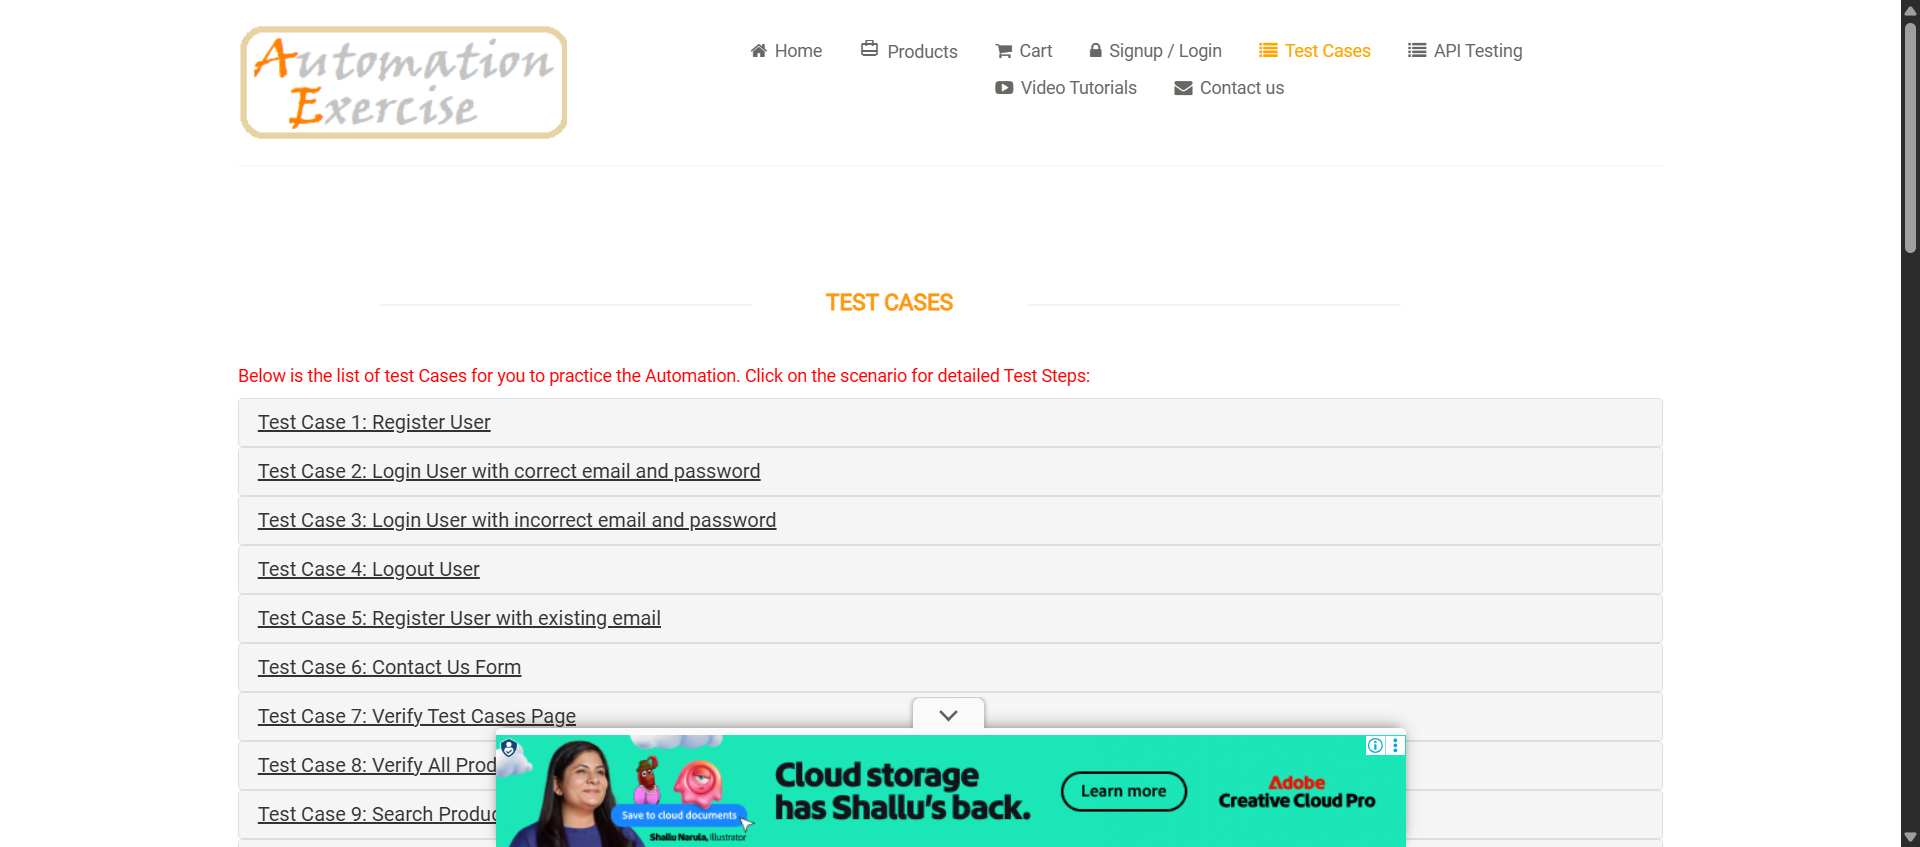 Automation
Exercise
Home
Products
Cart
Signup / Login
Test Cases
API Testing
Video Tutorials
Contact us
TEST CASES
Below is the list of test Cases for you to practice the Automation. Click on the scenario for detailed Test Steps:
Test Case 1: Register User
Test Case 2: Login User with correct email and password
Test Case 3: Login User with incorrect email and password
Test Case 4: Logout User
Test Case 5: Register User with existing email
Test Case 6: Contact Us Form
Test Case 7: Verify Test Cases Page
Test Case 8: Verify All Prod
Test Case 9: Search Produc
Cloud storage
has Shallu's back.
Learn more
Adobe
Creative Cloud Pro
Save to cloud documents
Shallu Narula, Illustrator